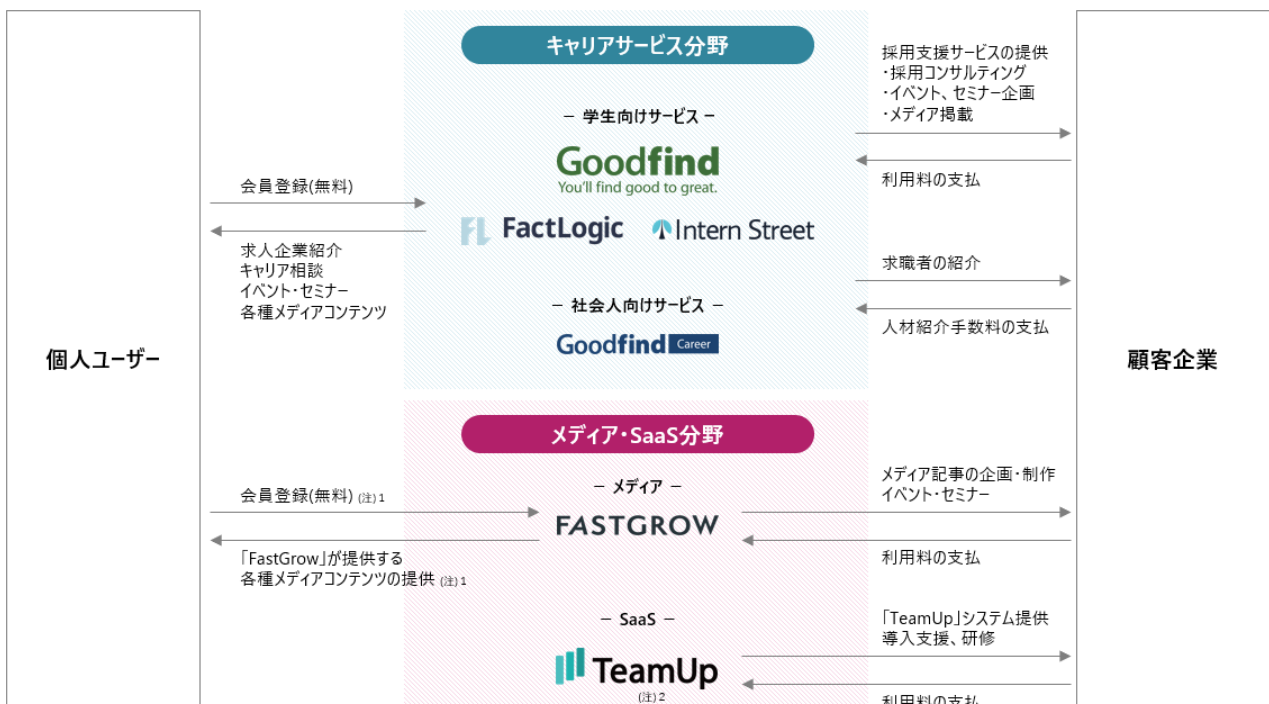 キャリアサービス分野
採用支援サービスの提供
・採用コンサルティング
・イベント、セミナー企画
・メディア掲載
− 学生向けサービス −
Goodfind
You'll find good to great.
利用料の支払
会員登録(無料)
FactLogic
Intern Street
求人企業紹介
キャリア相談
イベント・セミナー
各種メディアコンテンツ
求職者の紹介
− 社会人向けサービス −
人材紹介手数料の支払
Goodfind Career
個人ユーザー
顧客企業
メディア・SaaS分野
メディア記事の企画・制作
イベント・セミナー
− メディア −
会員登録(無料) (注)1
FASTGROW
「FastGrow」が提供する
各種メディアコンテンツの提供 (注)1
利用料の支払
− SaaS −
「TeamUp」システム提供
導入支援、研修
TeamUp
(注)2
利用料の支払